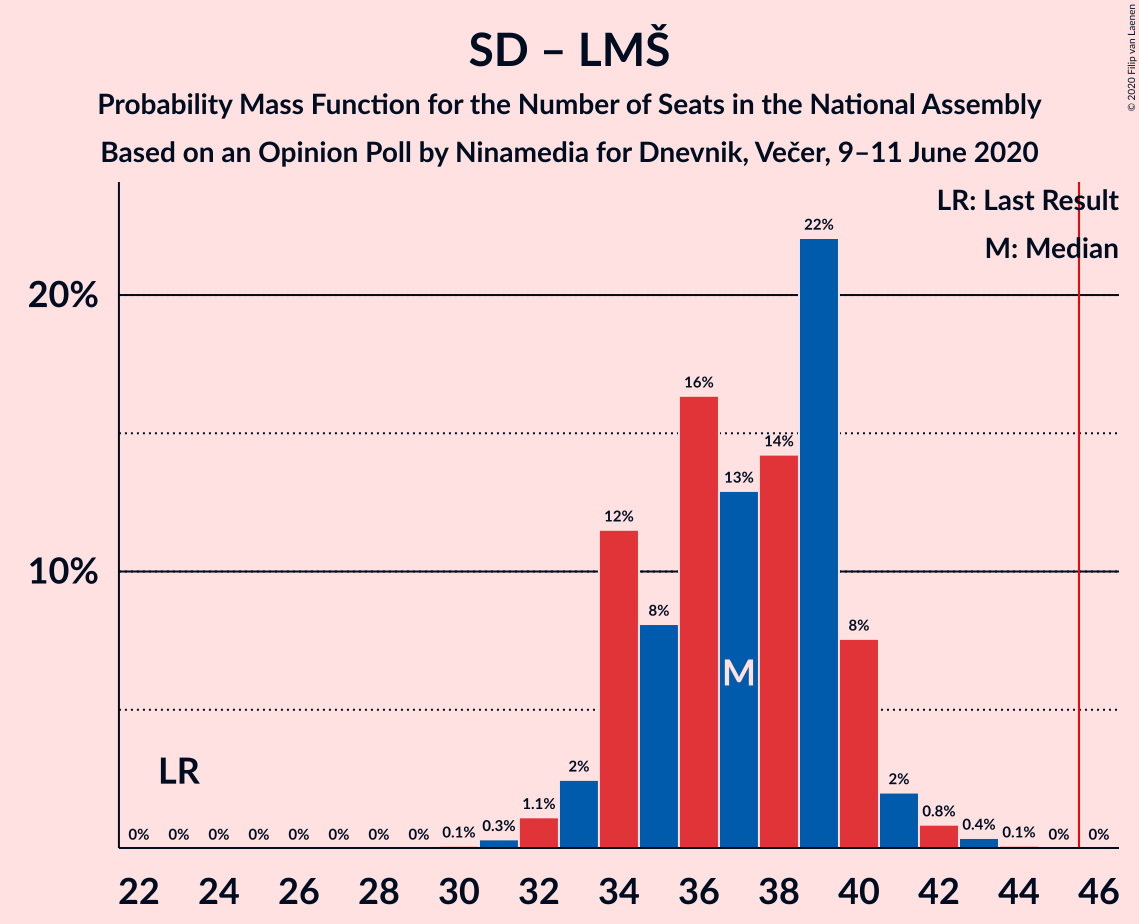 SD – LMŠ
Probability Mass Function for the Number of Seats in the National Assembly
Based on an Opinion Poll by Ninamedia for Dnevnik, Večer, 9–11 June 2020
© 2020 Filip van Laenen
LR: Last Result
M: Median
20%
10%
0% 0% 0% 0% 0% 0% 0% 0% 0.1% 0.3% 1.1% 2% 12% 8% 16% 13% 14% 22% 8% 2% 0.8% 0.4% 0.1% 0% 0%
LR
M
22 24 26 28 30 32 34 36 38 40 42 44 46